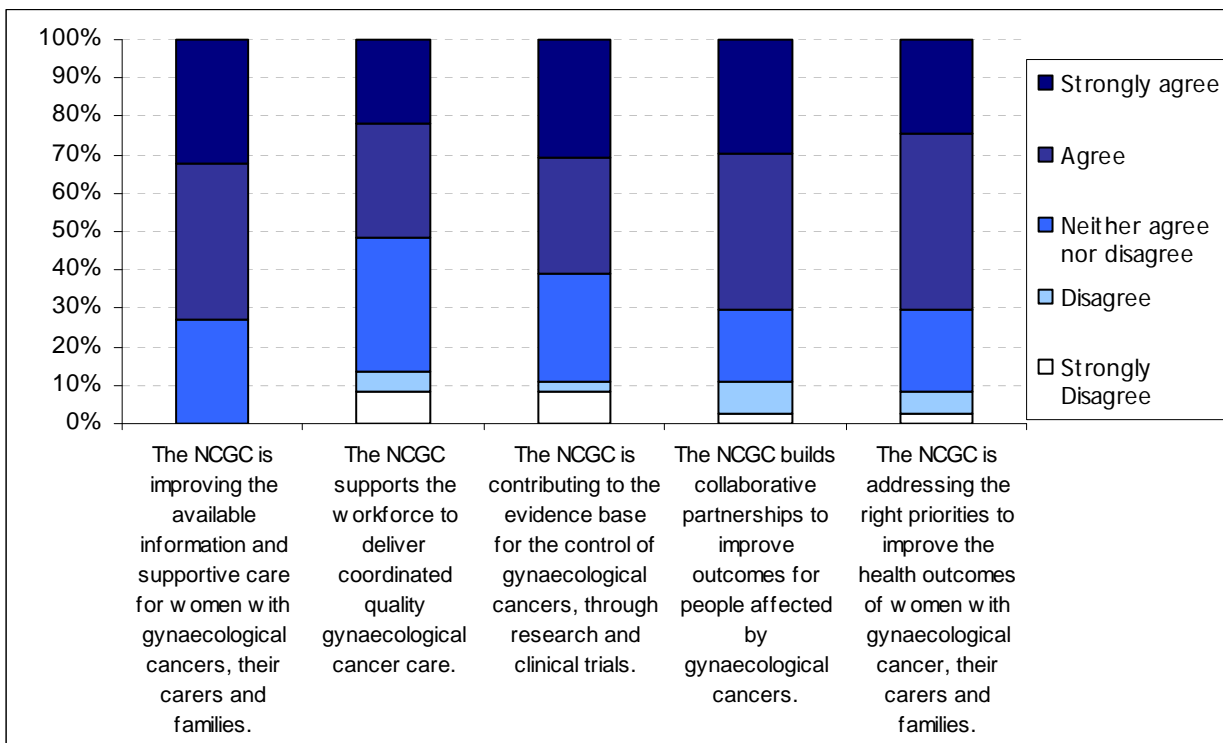 100%
90%
80%
70%
60%
50%
40%
30%
20%
10%
0%
Strongly agree
Agree
Neither agree
nor disagree
Disagree
Strongly
Disagree
The NCGC is
improving the
available
information and
supportive care
for women with
gynaecological
cancers, their
carers and
families.
The NCGC
supports the
workforce to
deliver
coordinated
quality
gynaecological
cancer care.
The NCGC is
contributing to the
evidence base
for the control of
gynaecological
cancers, through
research and
clinical trials.
The NCGC builds
collaborative
partnerships to
improve
outcomes for
people affected
by
gynaecological
cancers.
The NCGC is
addressing the
right priorities to
improve the
health outcomes
of women with
gynaecological
cancer, their
carers and
families.